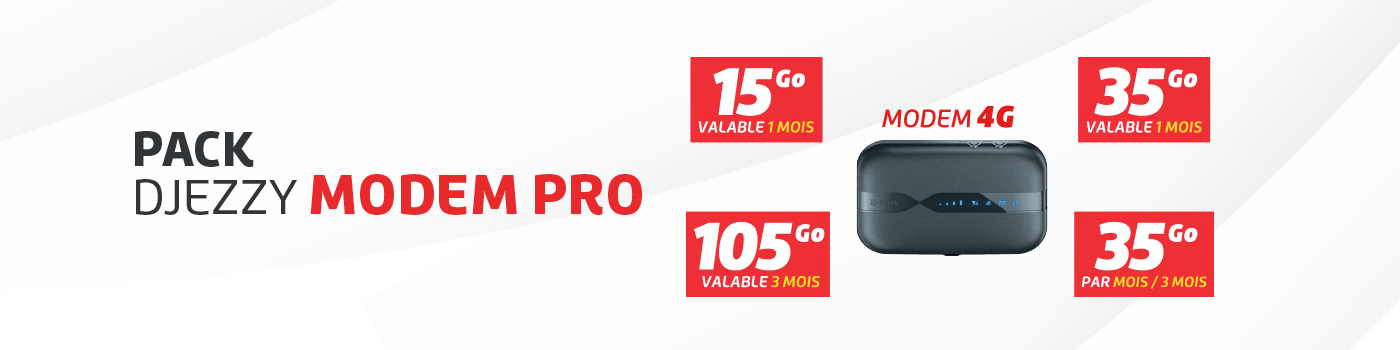 PACK
DJEZZY MODEM PRO
15Go
VALABLE 1 MOIS
105Go
VALABLE 3 MOIS
MODEM 4G
D-Link
35Go
VALABLE 1 MOIS
35Go
PAR MOIS / 3 MOIS